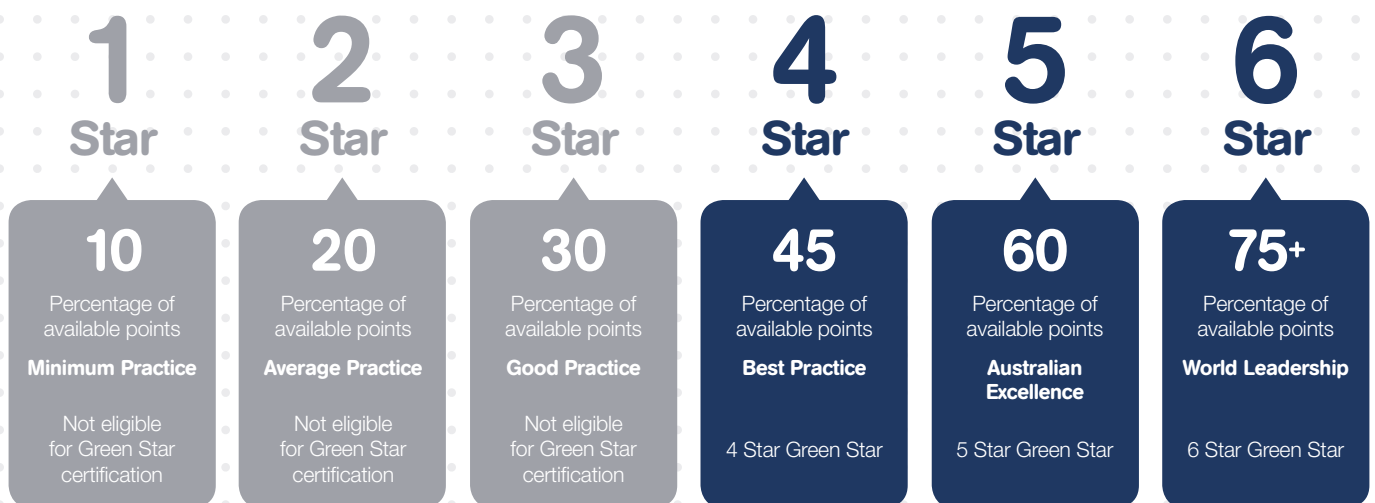 1
Star
10
Percentage of
available points
Minimum Practice
Not eligible
for Green Star
certification
2
Star
20
Percentage of
available points
Average Practice
Not eligible
for Green Star
certification
3
Star
30
Percentage of
available points
Good Practice
Not eligible
for Green Star
certification
4
Star
45
Percentage of
available points
Best Practice
4 Star Green Star
5
Star
60
Percentage of
available points
Australian
Excellence
5 Star Green Star
6
Star
75+
Percentage of
available points
World Leadership
6 Star Green Star